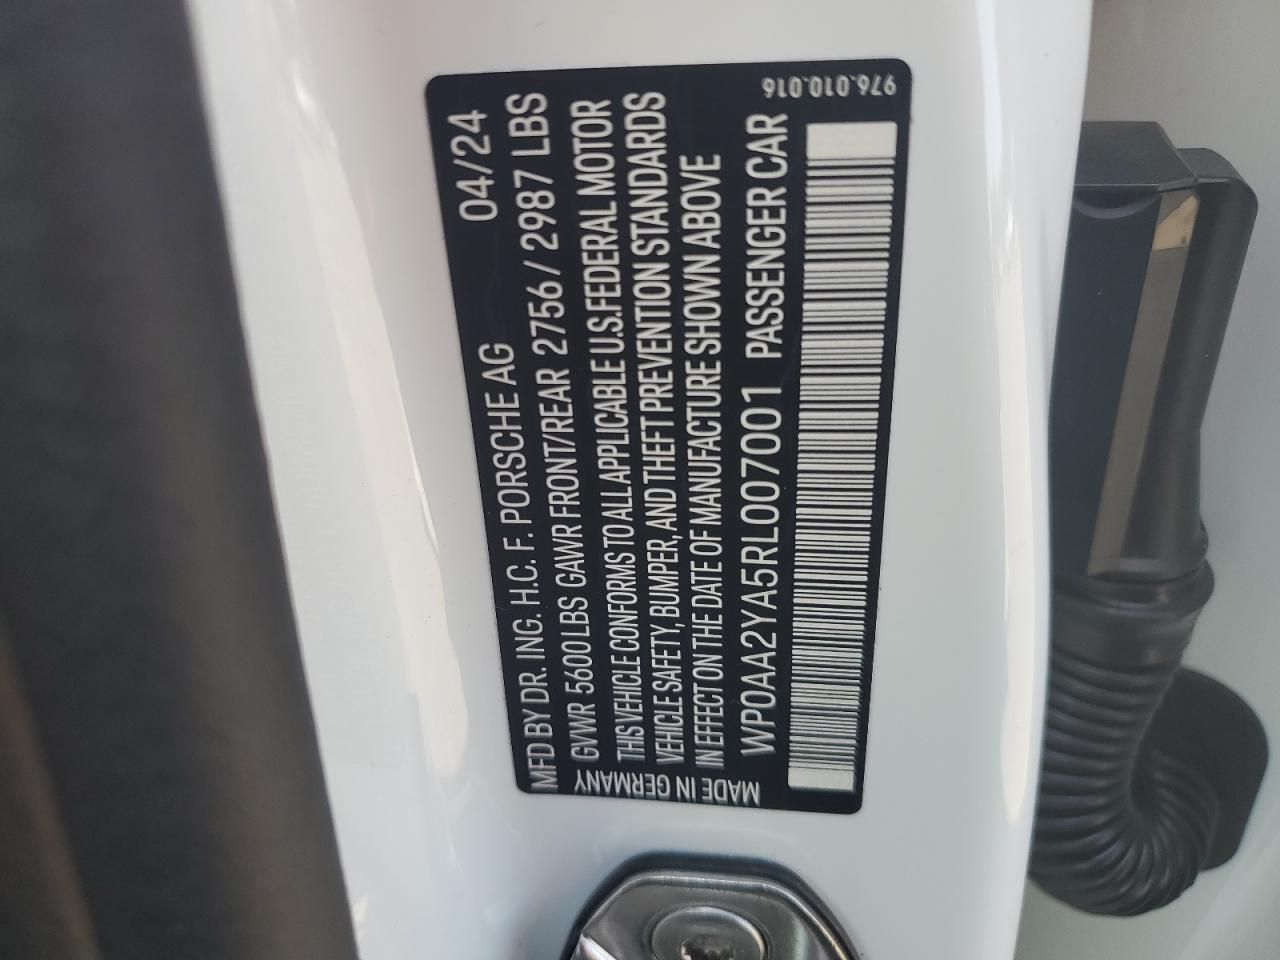 MFD BY DR. ING. H.C. F. PORSCHE AG 04/24
GVWR 5600 LBS GAWR FRONT/REAR 2756 / 2987 LBS
THIS VEHICLE CONFORMS TO ALL APPLICABLE U.S. FEDERAL MOTOR
VEHICLE SAFETY, BUMPER, AND THEFT PREVENTION STANDARDS
IN EFFECT ON THE DATE OF MANUFACTURE SHOWN ABOVE
WP0AA2YA5RL007001 PASSENGER CAR
MADE IN GERMANY
976.010.016